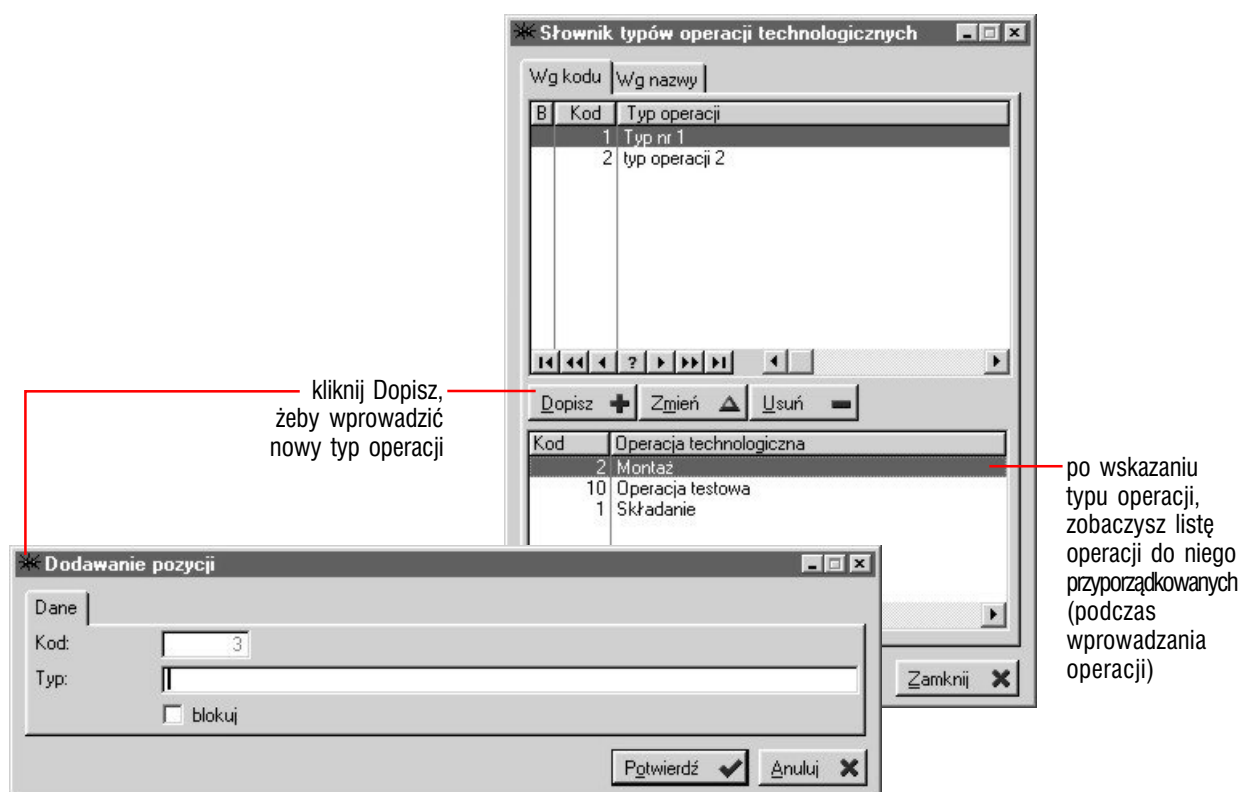 Słownik typów operacji technologicznych
Wg kodu Wg nazwy
B Kod Typ operacji
1 Typ nr 1
2 typ operacji 2
?
kliknij Dopisz,
żeby wprowadzić
nowy typ operacji
Dopisz Zmień Usuń
Kod Operacja technologiczna
2 Montaż
10 Operacja testowa
1 Składanie
po wskazaniu
typu operacji,
zobaczysz listę
operacji do niego
przyporządkowanych
(podczas
wprowadzania
operacji)
Zamknij
Dodawanie pozycji
Dane
Kod: 3
Typ:
blokuj
Potwierdź Anuluj